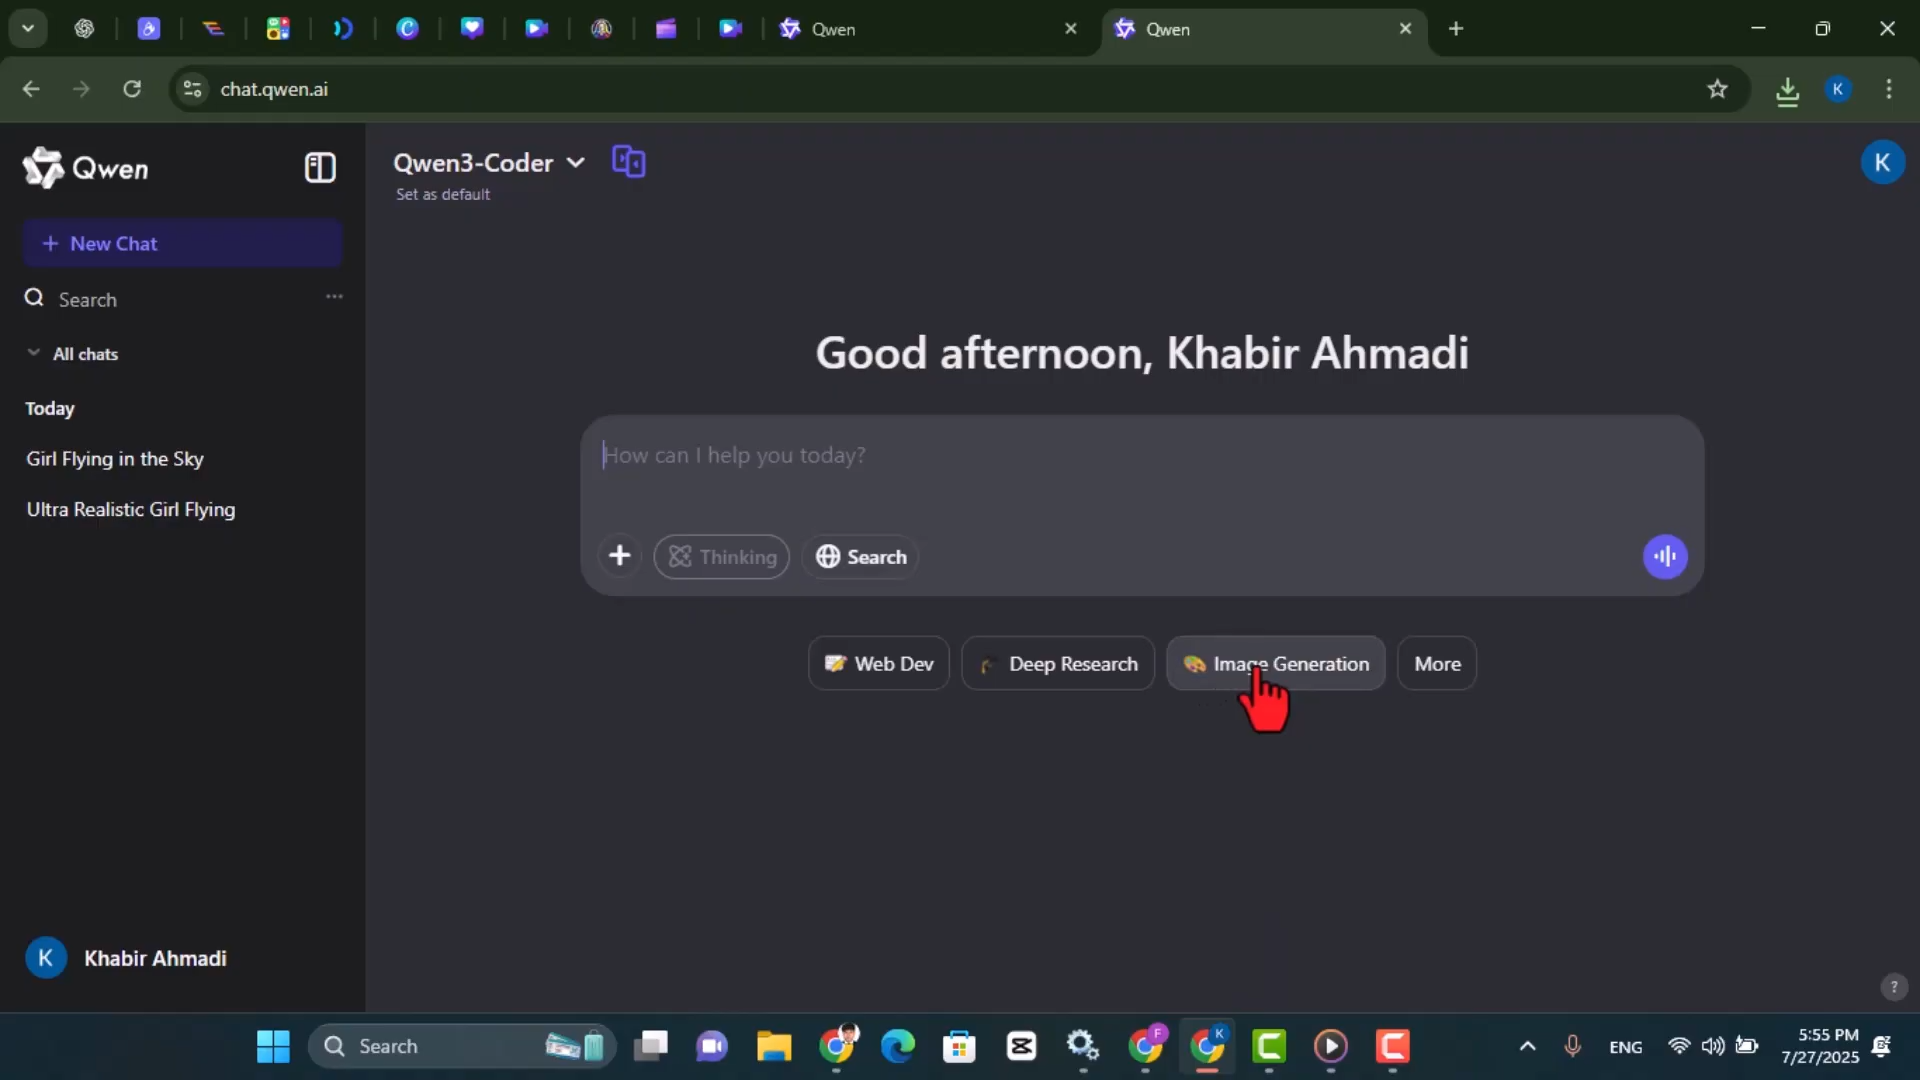 Qwen
Qwen
chat.qwen.ai
K
Qwen
Qwen3-Coder
Set as default
K
+ New Chat
Search
All chats
Today
Girl Flying in the Sky
Ultra Realistic Girl Flying
Good afternoon, Khabir Ahmadi
How can I help you today?
Thinking
Search
Web Dev
Deep Research
Image Generation
More
K
Khabir Ahmadi
?
Search
F
K
ENG
5:55 PM
7/27/2025